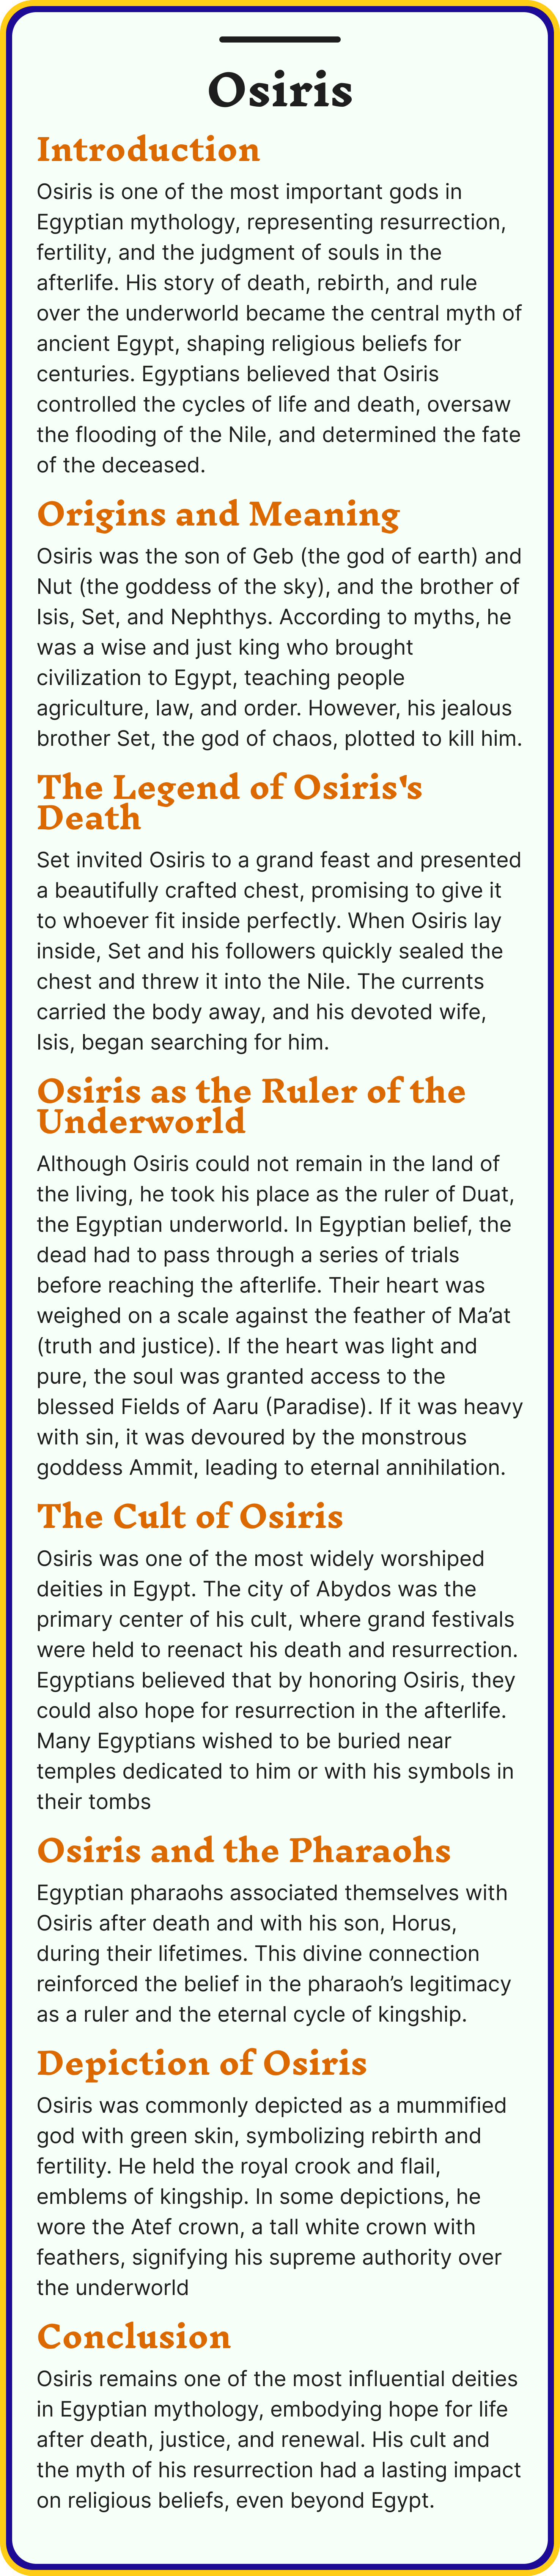 Osiris
Introduction
Osiris is one of the most important gods in
Egyptian mythology, representing resurrection,
fertility, and the judgment of souls in the
afterlife. His story of death, rebirth, and rule
over the underworld became the central myth of
ancient Egypt, shaping religious beliefs for
centuries. Egyptians believed that Osiris
controlled the cycles of life and death, oversaw
the flooding of the Nile, and determined the fate
of the deceased.
Origins and Meaning
Osiris was the son of Geb (the god of earth) and
Nut (the goddess of the sky), and the brother of
Isis, Set, and Nephthys. According to myths, he
was a wise and just king who brought
civilization to Egypt, teaching people
agriculture, law, and order. However, his jealous
brother Set, the god of chaos, plotted to kill him.
The Legend of Osiris's
Death
Set invited Osiris to a grand feast and presented
a beautifully crafted chest, promising to give it
to whoever fit inside perfectly. When Osiris lay
inside, Set and his followers quickly sealed the
chest and threw it into the Nile. The currents
carried the body away, and his devoted wife,
Isis, began searching for him.
Osiris as the Ruler of the
Underworld
Although Osiris could not remain in the land of
the living, he took his place as the ruler of Duat,
the Egyptian underworld. In Egyptian belief, the
dead had to pass through a series of trials
before reaching the afterlife. Their heart was
weighed on a scale against the feather of Ma’at
(truth and justice). If the heart was light and
pure, the soul was granted access to the
blessed Fields of Aaru (Paradise). If it was heavy
with sin, it was devoured by the monstrous
goddess Ammit, leading to eternal annihilation.
The Cult of Osiris
Osiris was one of the most widely worshiped
deities in Egypt. The city of Abydos was the
primary center of his cult, where grand festivals
were held to reenact his death and resurrection.
Egyptians believed that by honoring Osiris, they
could also hope for resurrection in the afterlife.
Many Egyptians wished to be buried near
temples dedicated to him or with his symbols in
their tombs
Osiris and the Pharaohs
Egyptian pharaohs associated themselves with
Osiris after death and with his son, Horus,
during their lifetimes. This divine connection
reinforced the belief in the pharaoh’s legitimacy
as a ruler and the eternal cycle of kingship.
Depiction of Osiris
Osiris was commonly depicted as a mummified
god with green skin, symbolizing rebirth and
fertility. He held the royal crook and flail,
emblems of kingship. In some depictions, he
wore the Atef crown, a tall white crown with
feathers, signifying his supreme authority over
the underworld
Conclusion
Osiris remains one of the most influential deities
in Egyptian mythology, embodying hope for life
after death, justice, and renewal. His cult and
the myth of his resurrection had a lasting impact
on religious beliefs, even beyond Egypt.